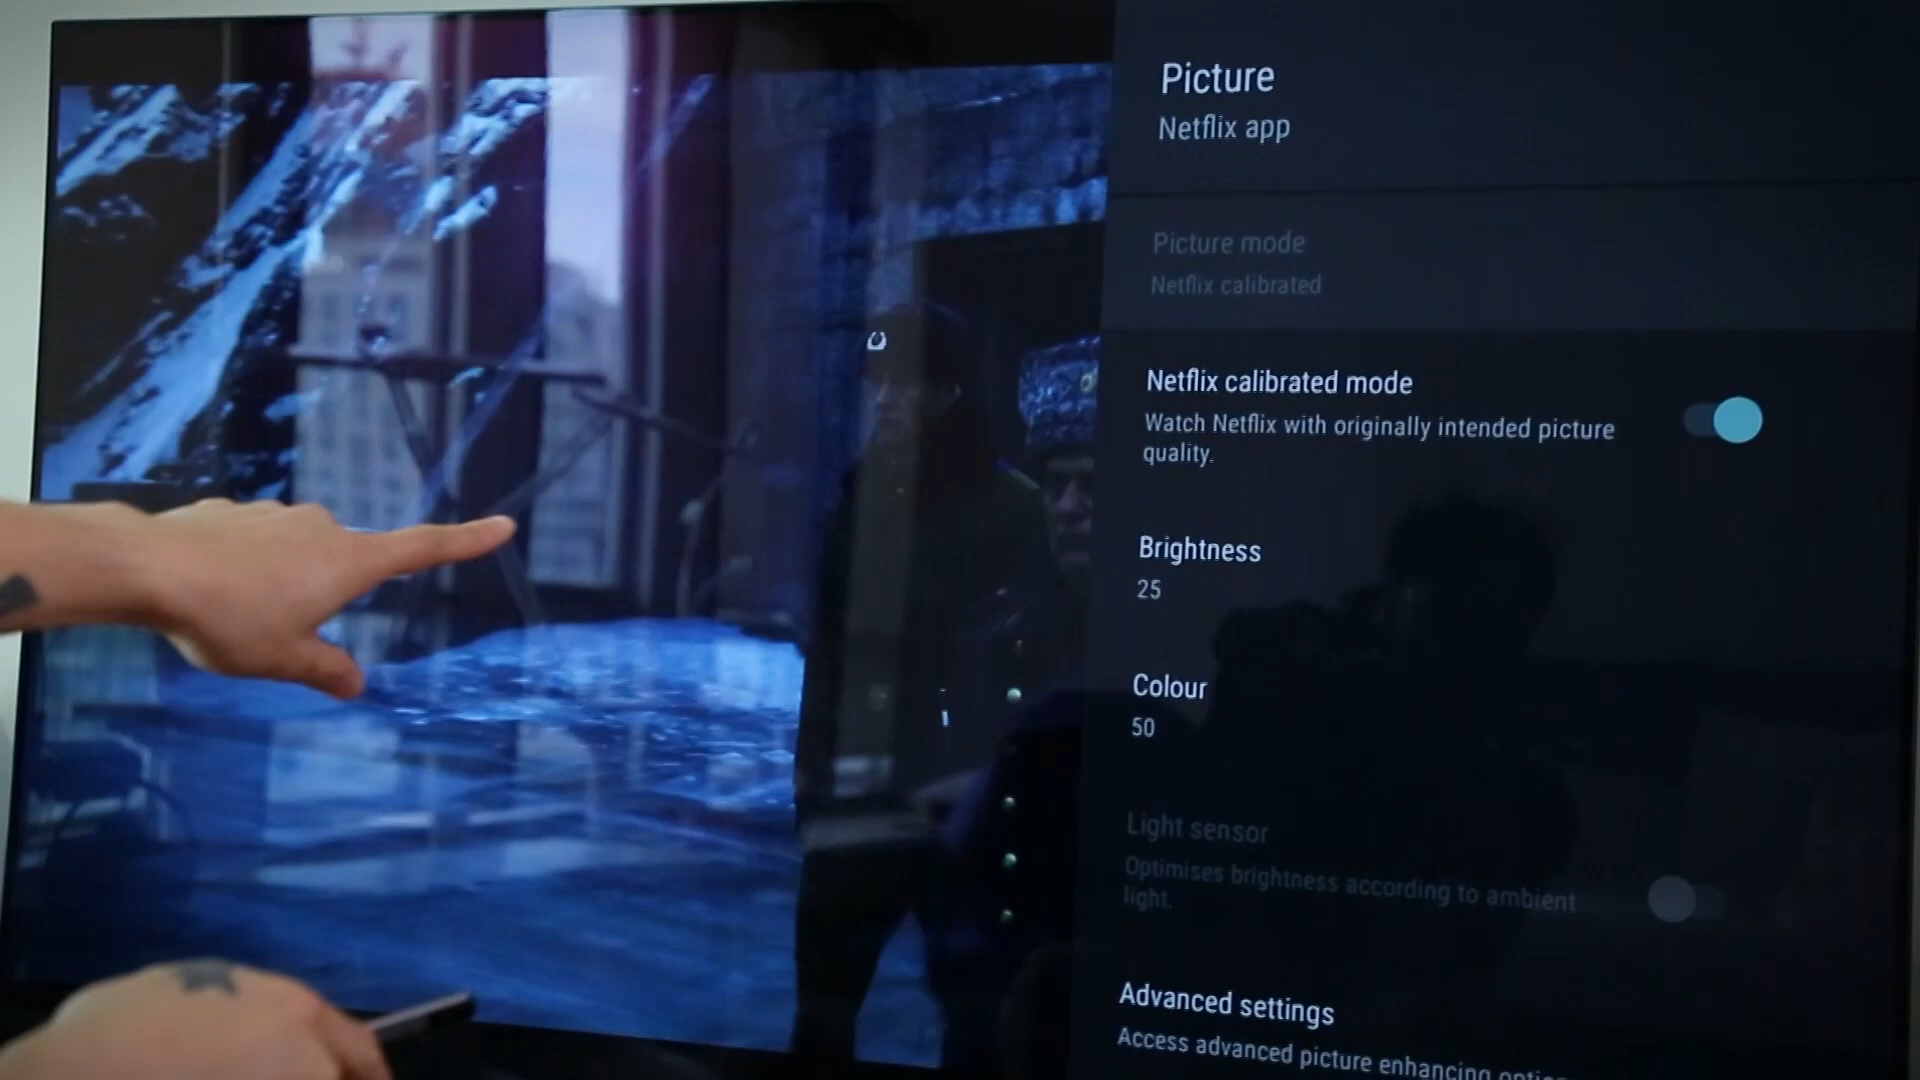 Picture
Netflix app
Picture mode
Netflix calibrated
Netflix calibrated mode
Watch Netflix with originally intended picture
quality.
Brightness
25
Colour
50
Light sensor
Optimises brightness according to ambient
light.
Advanced settings
Access advanced picture enhancing